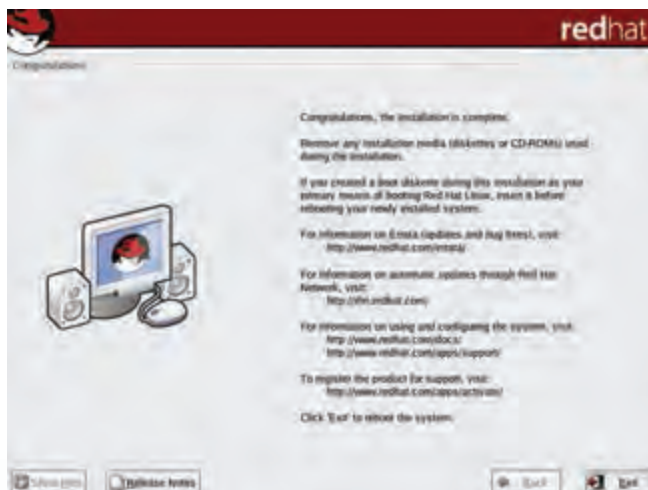 redhat
Congratulations
Congratulations, the installation is complete.
Remove any installation media (diskettes or CD-ROMs) used
during the installation.
If you created a boot diskette during this installation as your
primary means of booting Red Hat Linux, insert it before
rebooting your newly installed system.
For information on Errata (updates and bug fixes), visit:
http://www.redhat.com/errata/
For information on automatic updates through Red Hat
Network, visit:
http://rhn.redhat.com/
For information on using and configuring the system, visit:
http://www.redhat.com/docs/
http://www.redhat.com/apps/support/
To register the product for support, visit:
http://www.redhat.com/apps/activate/
Click 'Exit' to reboot the system.
Release Notes
Back
Exit